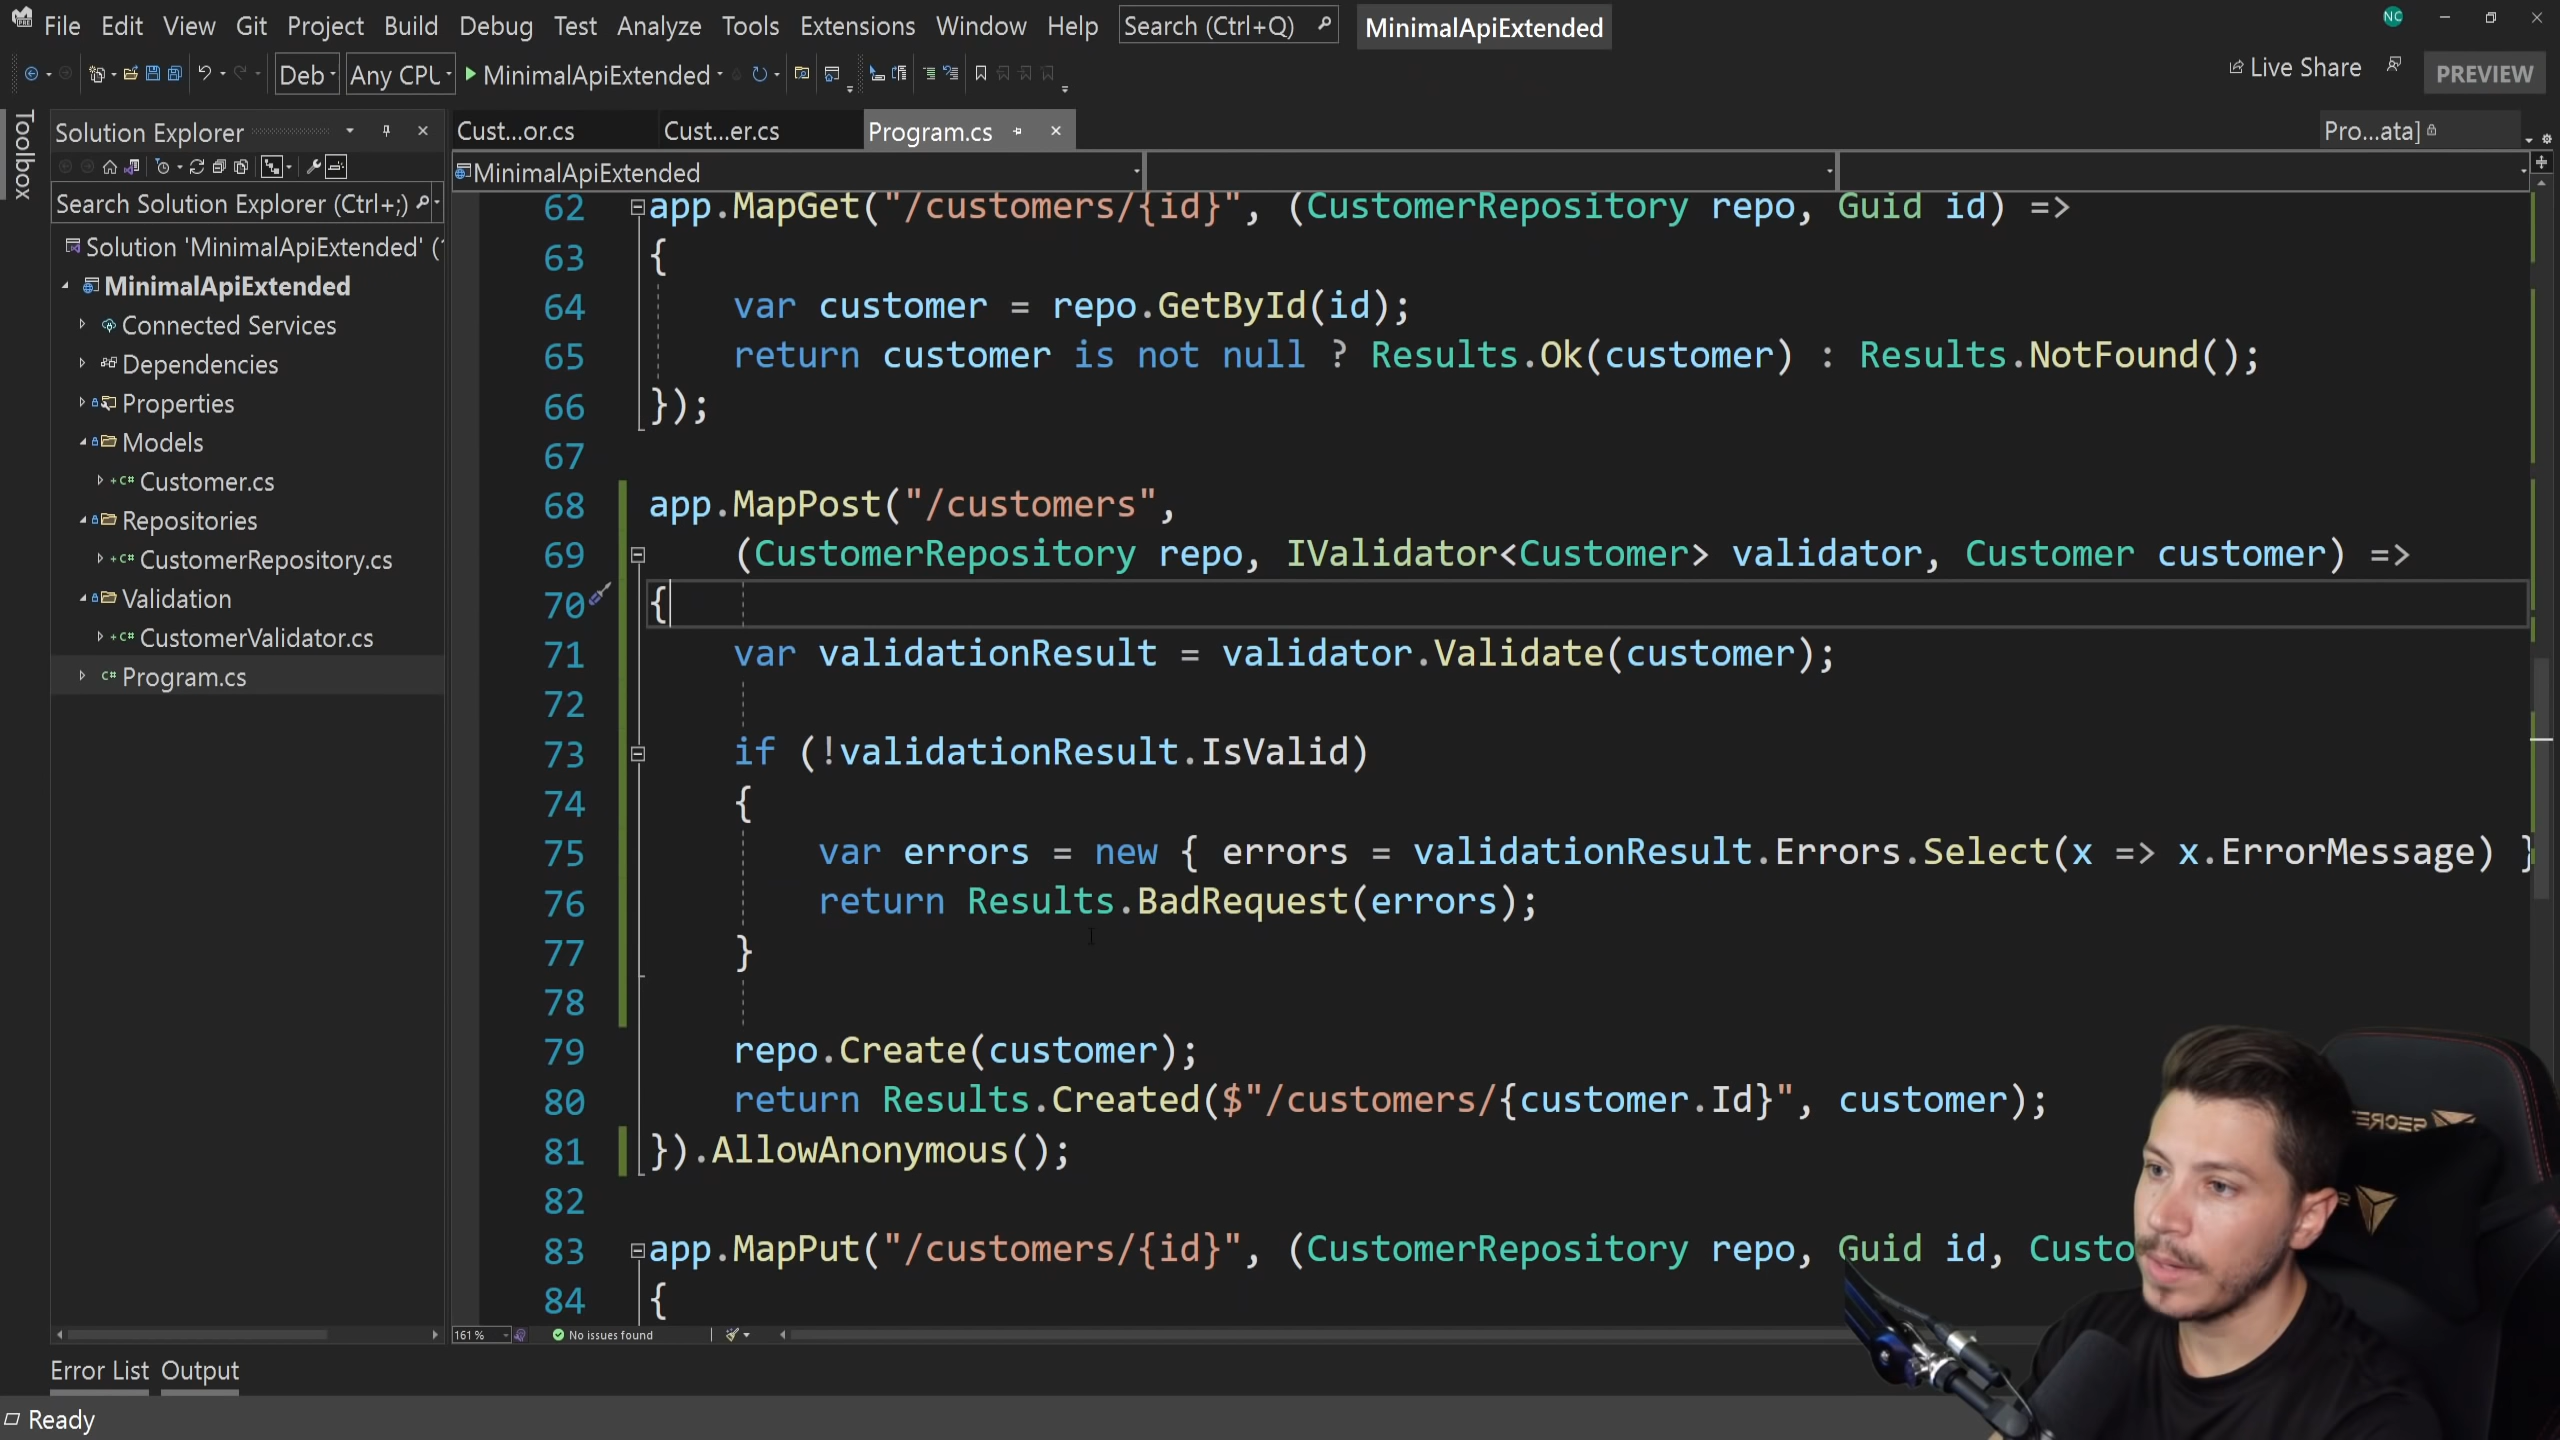 File Edit View Git Project Build Debug Test Analyze Tools Extensions Window Help Search (Ctrl+Q) MinimalApiExtended NC
Deb Any CPU MinimalApiExtended Live Share PREVIEW
Toolbox
Solution Explorer
Search Solution Explorer (Ctrl+;)
Solution 'MinimalApiExtended' (
MinimalApiExtended
Connected Services
Dependencies
Properties
Models
C# Customer.cs
Repositories
C# CustomerRepository.cs
Validation
C# CustomerValidator.cs
C# Program.cs
Cust...or.cs Cust...er.cs Program.cs Pro...ata]
MinimalApiExtended
62 app.MapGet("/customers/{id}", (CustomerRepository repo, Guid id) =>
63 {
64 var customer = repo.GetById(id);
65 return customer is not null ? Results.Ok(customer) : Results.NotFound();
66 });
67
68 app.MapPost("/customers",
69 (CustomerRepository repo, IValidator<Customer> validator, Customer customer) =>
70 {
71 var validationResult = validator.Validate(customer);
72
73 if (!validationResult.IsValid)
74 {
75 var errors = new { errors = validationResult.Errors.Select(x => x.ErrorMessage) }
76 return Results.BadRequest(errors);
77 }
78
79 repo.Create(customer);
80 return Results.Created($"/customers/{customer.Id}", customer);
81 }).AllowAnonymous();
82
83 app.MapPut("/customers/{id}", (CustomerRepository repo, Guid id, Custo
84 {
161 % No issues found
Error List Output
Ready